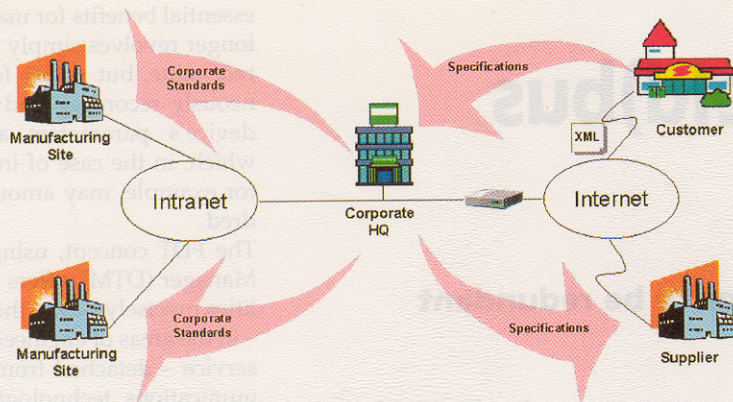 Corporate
Standards
Specifications
Manufacturing
Site
XML
Customer
Intranet
Internet
Corporate
HQ
Corporate
Standards
Specifications
Manufacturing
Site
Supplier